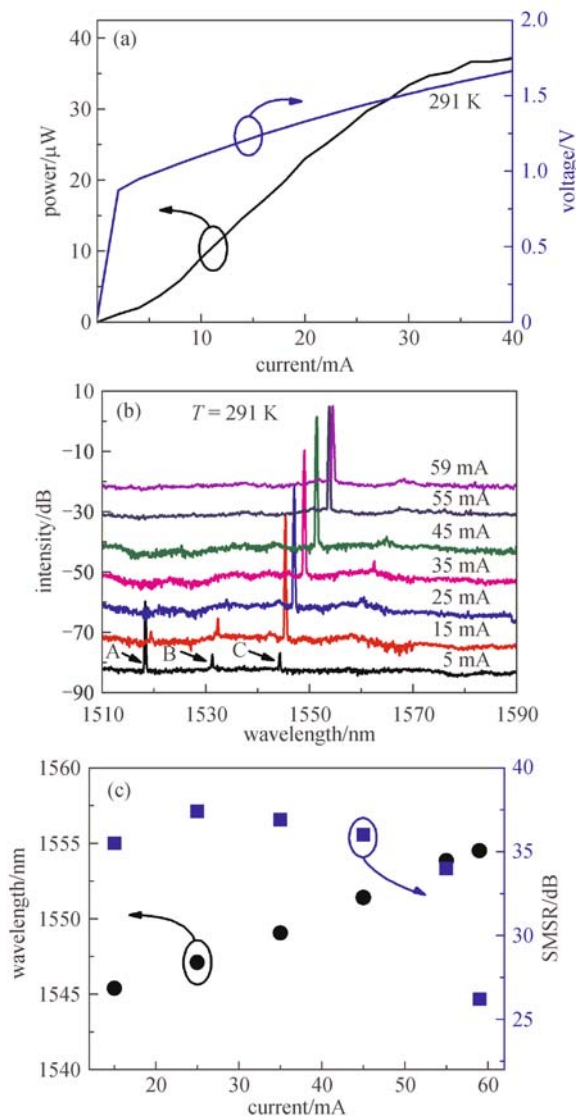 (a)
40
30
20
10
0
power/μW
2.0
1.5
1.0
0.5
0
voltage/V
291 K
10 20 30 40
current/mA
(b)
T = 291 K
10
-10
-30
-50
-70
-90
intensity/dB
59 mA
55 mA
45 mA
35 mA
25 mA
15 mA
5 mA
A B C
1510 1530 1550 1570 1590
wavelength/nm
(c)
1560
1555
1550
1545
1540
wavelength/nm
40
35
30
25
SMSR/dB
20 30 40 50 60
current/mA